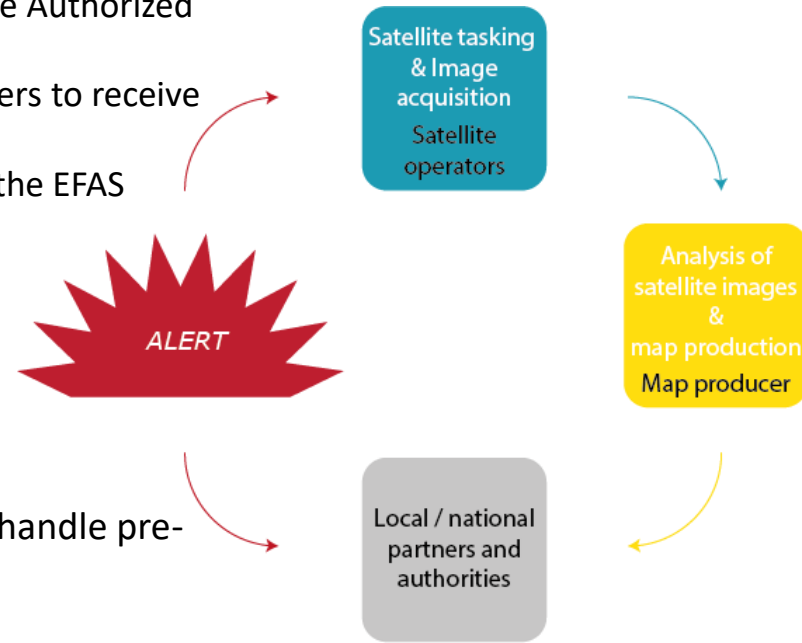 e Authorized
ers to receive
the EFAS
Satellite tasking
& Image
acquisition
Satellite
operators
ALERT
Analysis of
satellite images
&
map production
Map producer
handle pre-
Local / national
partners and
authorities